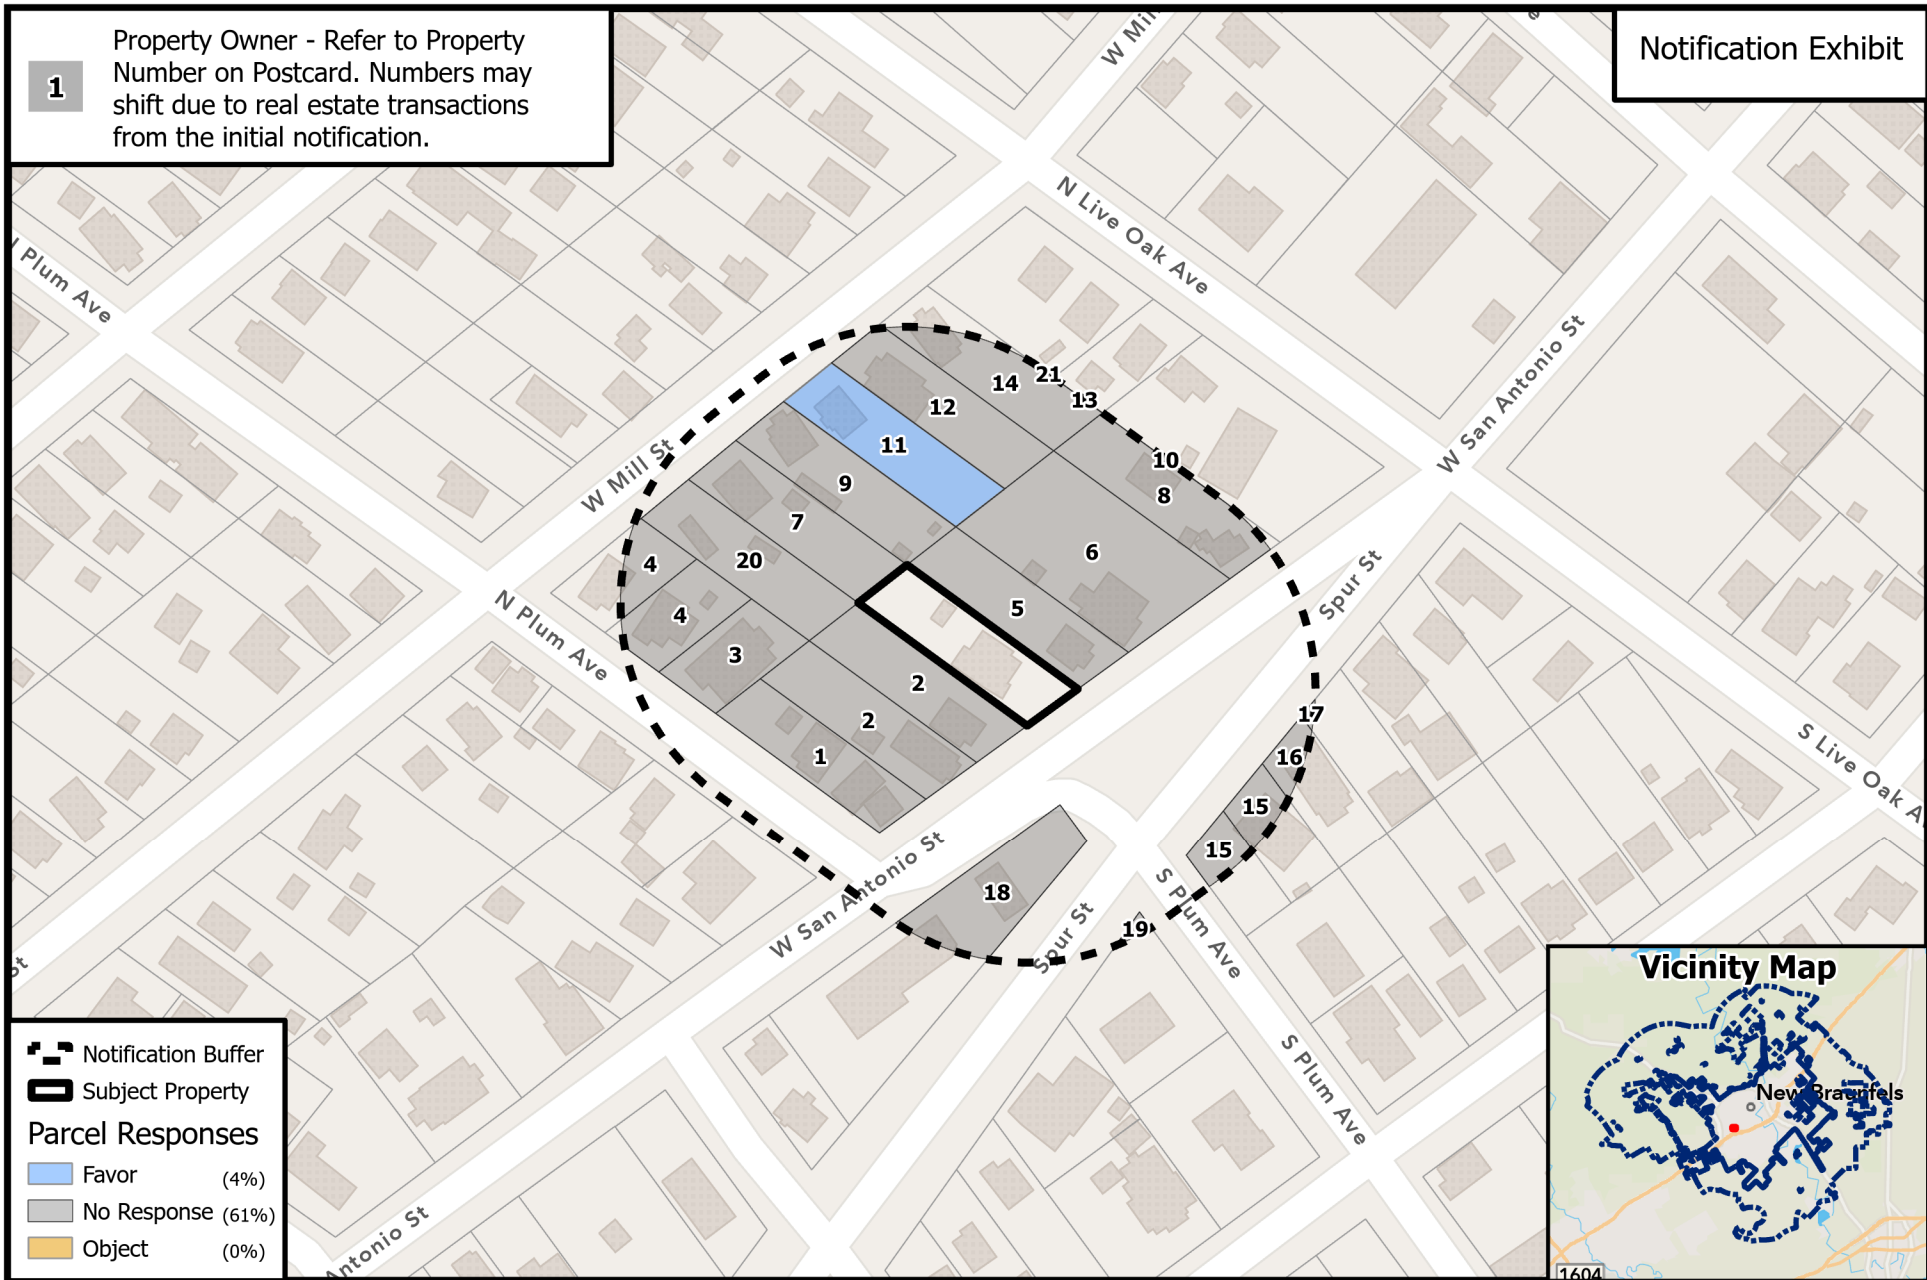 1
Property Owner - Refer to Property
Number on Postcard. Numbers may
shift due to real estate transactions
from the initial notification.
Notification Exhibit
N Live Oak Ave
Plum Ave
W San Antonio St
W Mill St
Spur St
N Plum Ave
S Live Oak
W San Antonio St
S Plum Ave
Spur St
S Plum Ave
St
Antonio St
14
21
13
12
11
10
8
9
7
6
4
20
5
4
3
2
2
1
17
16
15
15
18
19
Notification Buffer
Subject Property
Parcel Responses
Favor (4%)
No Response (61%)
Object (0%)
Vicinity Map
New Braunfels
1604